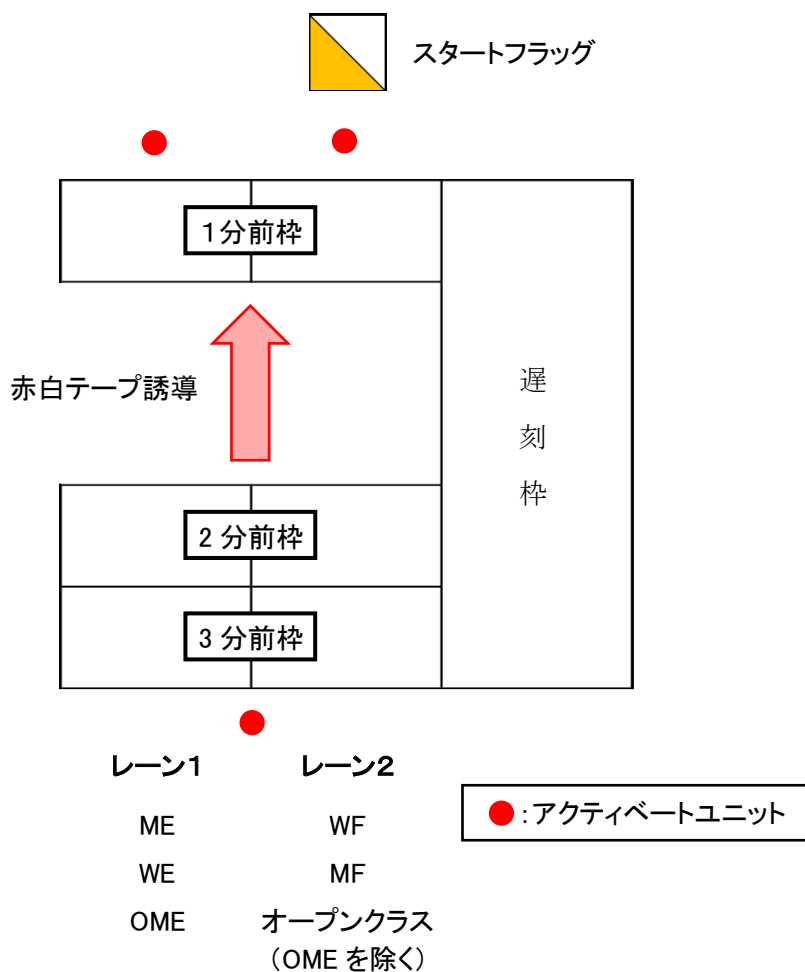 スタートフラッグ
1分前枠
赤白テープ誘導
遅刻枠
2分前枠
3分前枠
レーン1 レーン2
●:アクティベートユニット
ME WF
WE MF
OME オープンクラス
(OMEを除く)